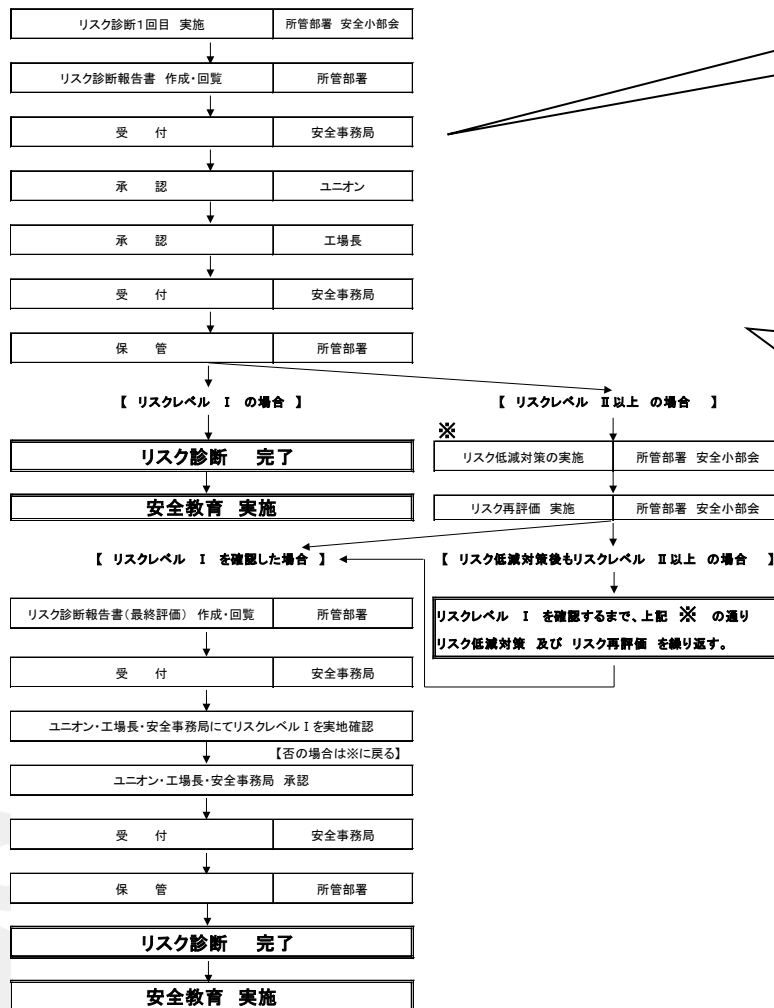 リスク診断1回目 実施 所管部署 安全小部会
リスク診断報告書 作成・回覧 所管部署
受 付 安全事務局
承 認 ユニオン
承 認 工場長
受 付 安全事務局
保 管 所管部署
【 リスクレベル Ⅰ の場合 】
【 リスクレベル Ⅱ以上 の場合 】
※
リスク診断 完了
リスク低減対策の実施 所管部署 安全小部会
安全教育 実施
リスク再評価 実施 所管部署 安全小部会
【 リスクレベル Ⅰ を確認した場合 】
【 リスク低減対策後もリスクレベル Ⅱ以上 の場合 】
リスクレベル Ⅰ を確認するまで、上記 ※ の通り
リスク低減対策 及び リスク再評価 を繰り返す。
リスク診断報告書(最終評価) 作成・回覧 所管部署
受 付 安全事務局
ユニオン・工場長・安全事務局にてリスクレベルⅠを実地確認
【否の場合は※に戻る】
ユニオン・工場長・安全事務局 承認
受 付 安全事務局
保 管 所管部署
リスク診断 完了
安全教育 実施